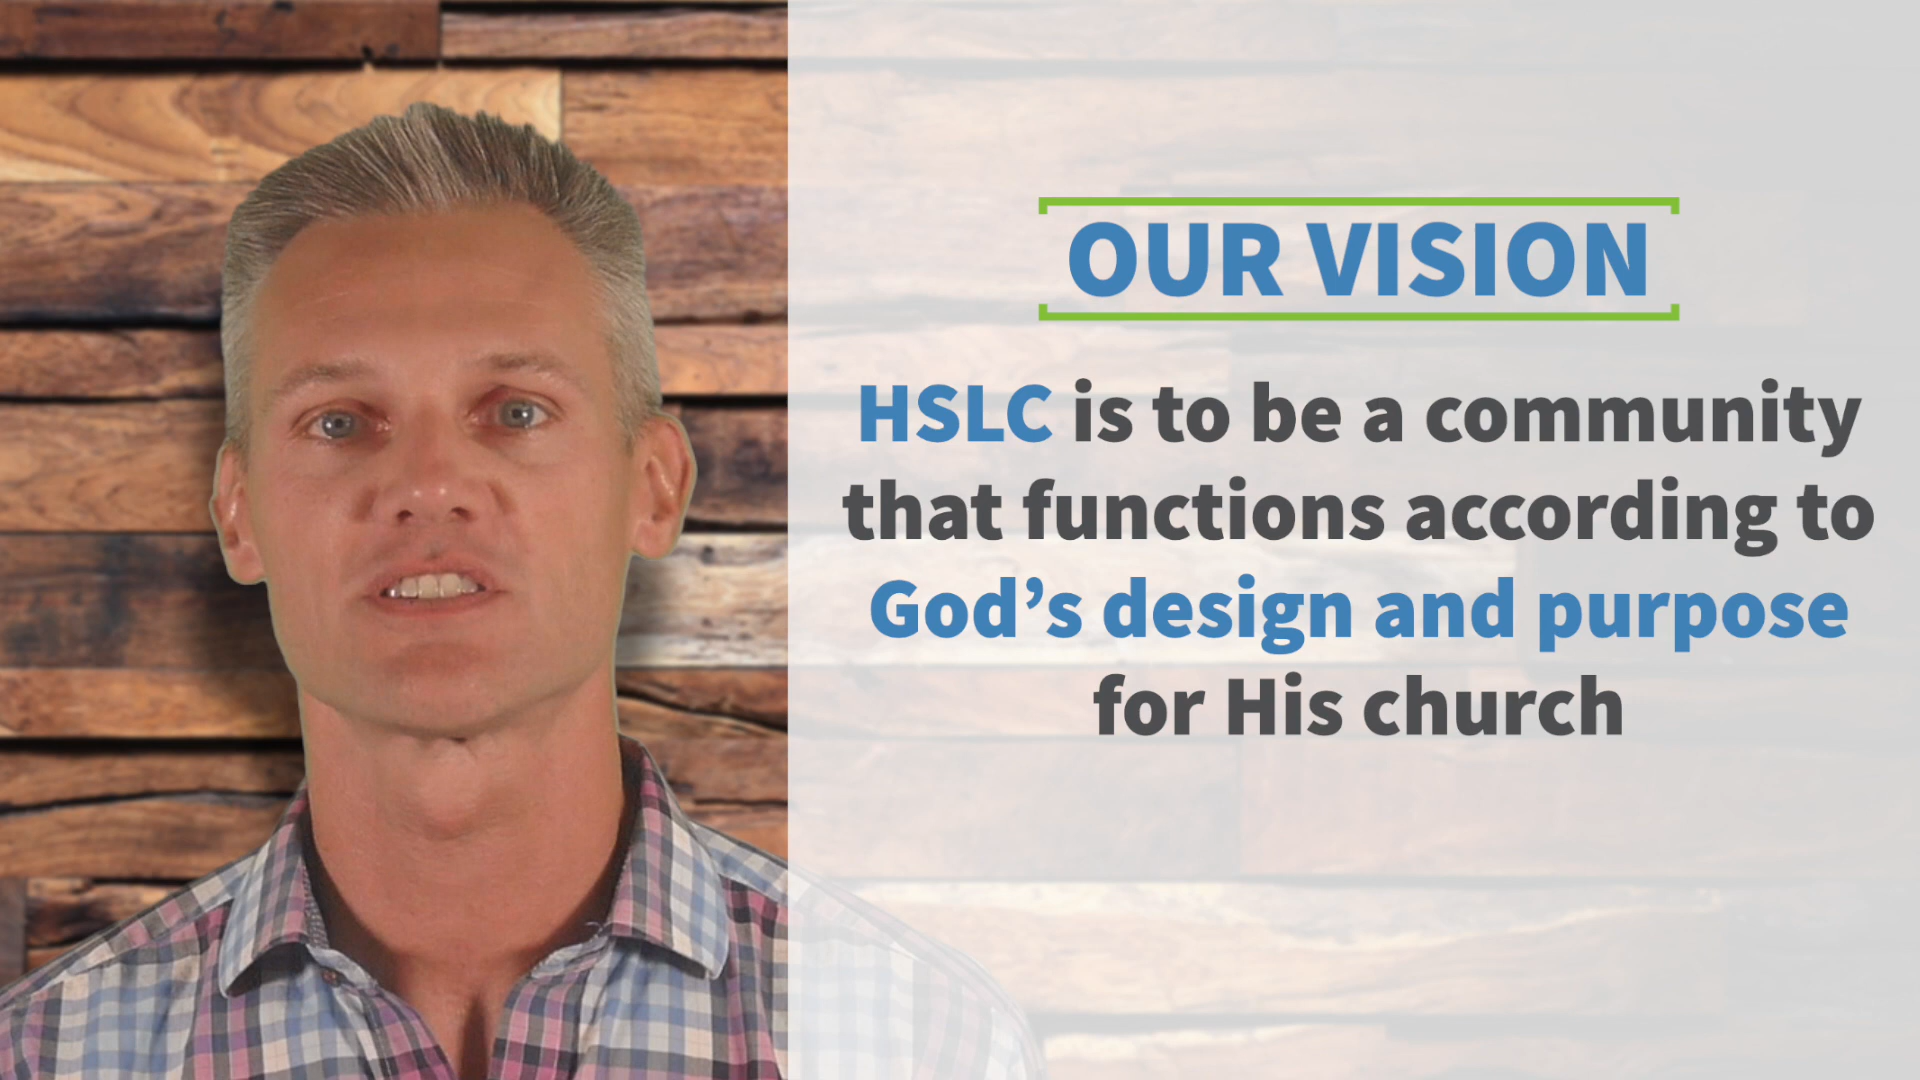 OUR VISION
HSLC is to be a community
that functions according to
God’s design and purpose
for His church